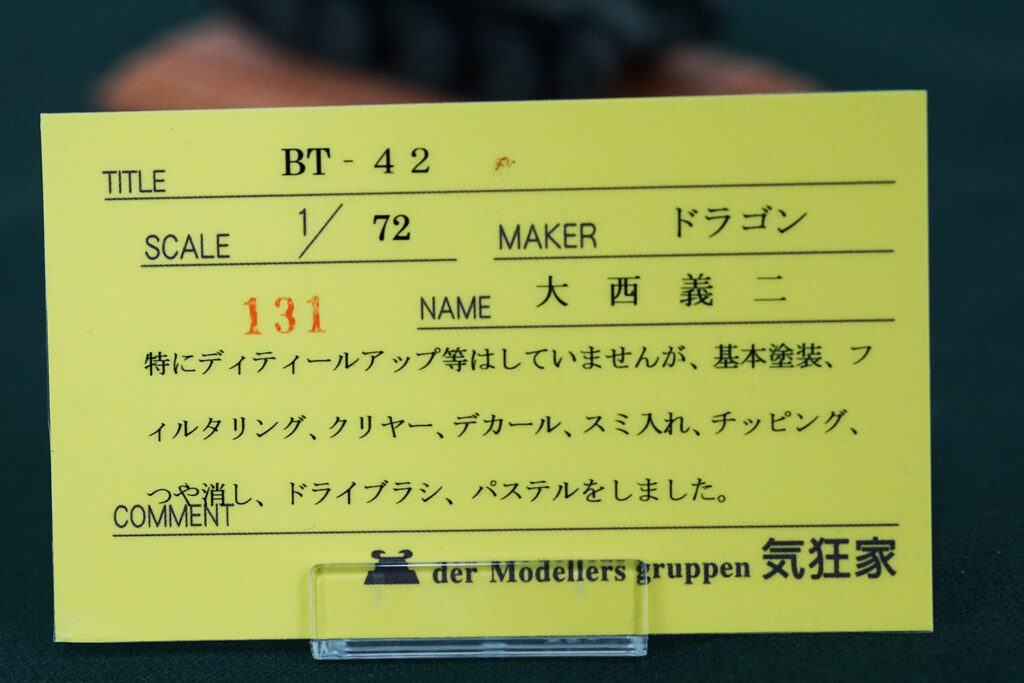 TITLE BT-42
SCALE 1/72 MAKER ドラゴン
131 NAME 大西義二
特にディティールアップ等はしていませんが、基本塗装、フ
ィルタリング、クリヤー、デカール、スミ入れ、チッピング、
つや消し、ドライブラシ、パステルをしました。
COMMENT
der Modellers gruppen 気狂家